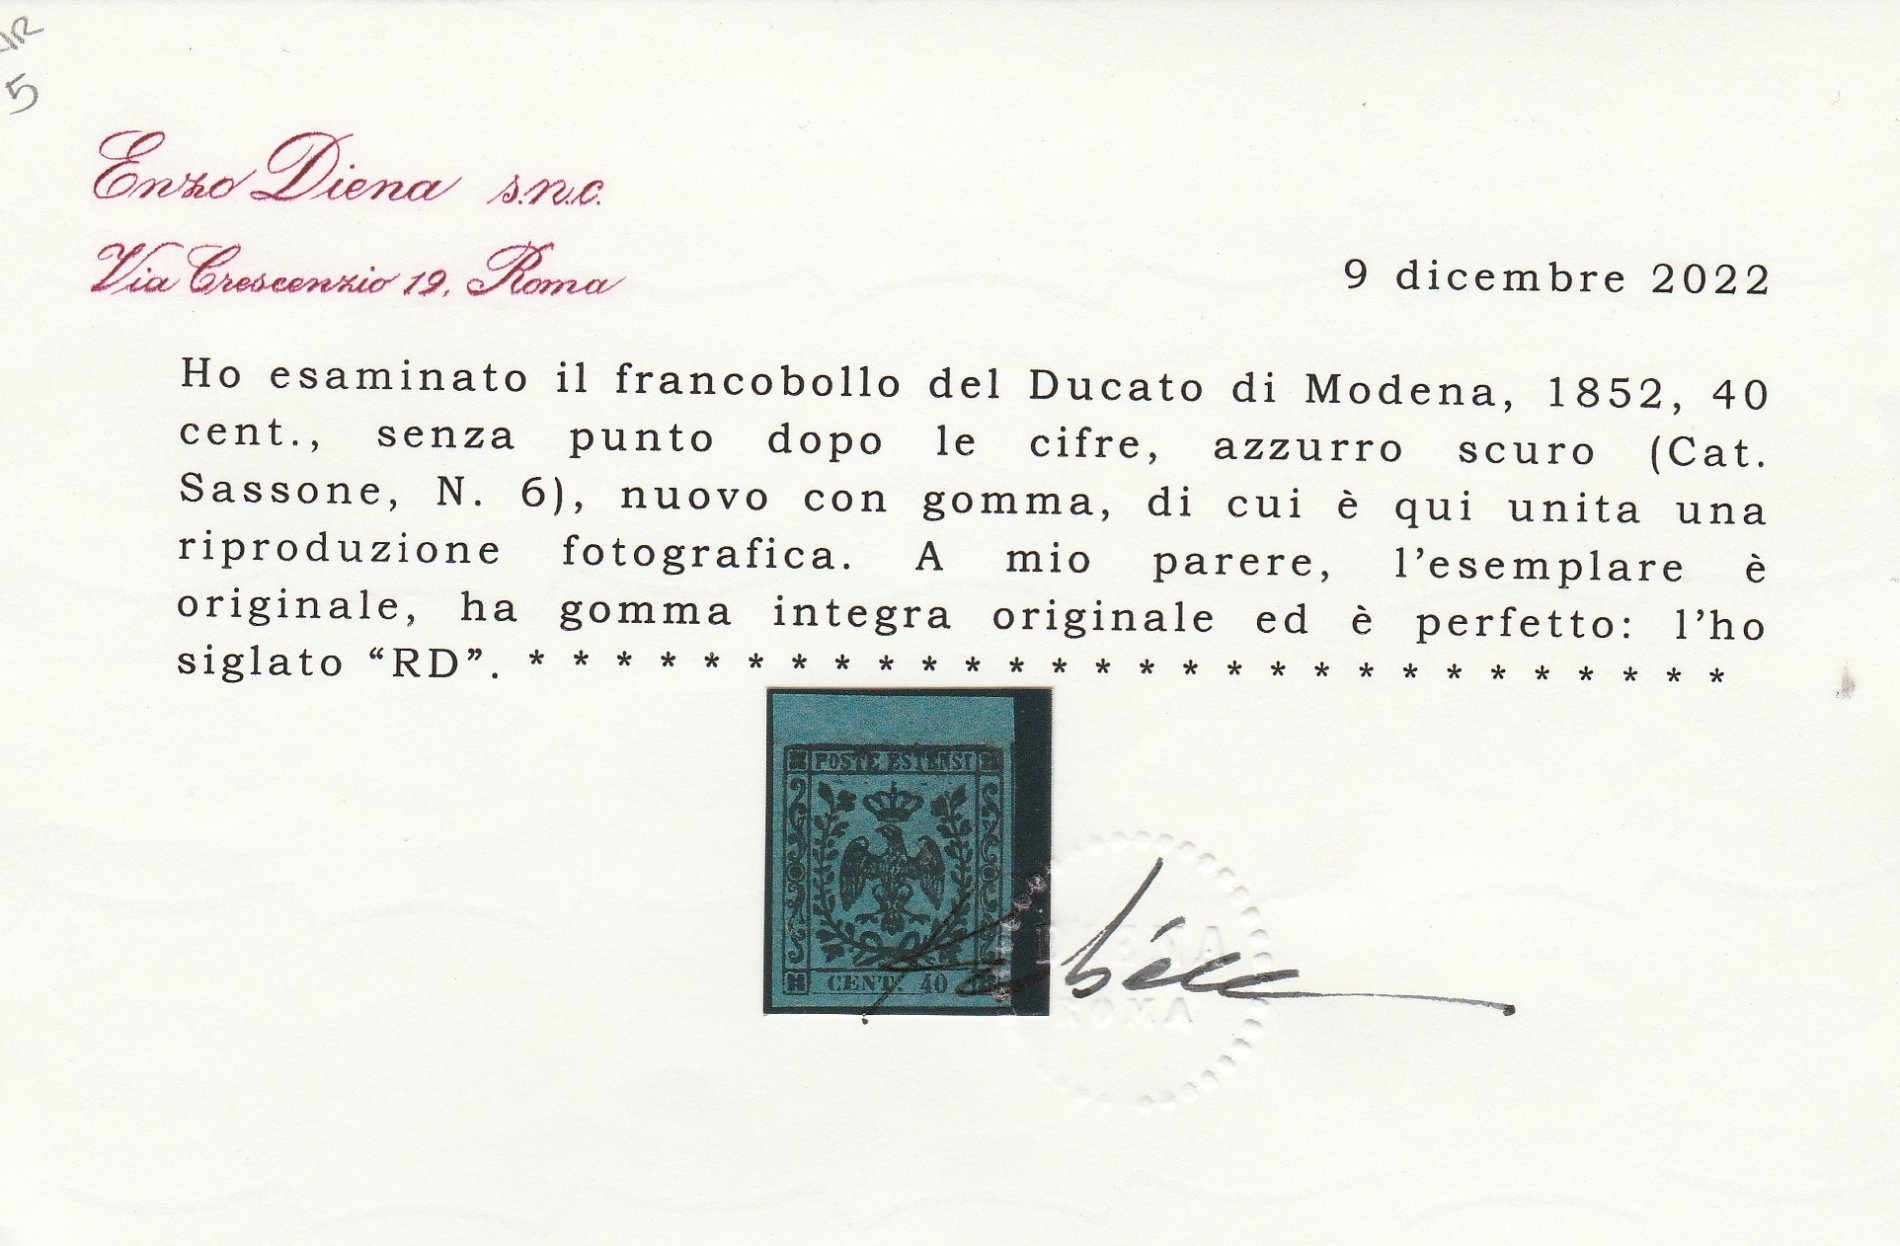 5
Enzo Diena s.n.c.
Via Crescenzio 19, Roma
9 dicembre 2022
Ho esaminato il francobollo del Ducato di Modena, 1852, 40
cent., senza punto dopo le cifre, azzurro scuro (Cat.
Sassone, N. 6), nuovo con gomma, di cui è qui unita una
riproduzione fotografica. A mio parere, l'esemplare è
originale, ha gomma integra originale ed è perfetto: l'ho
siglato “RD”. * * * * * * * * * * * * * * * * * * * * * * * * * * * *
POSTE ESTENSI
CENT. 40